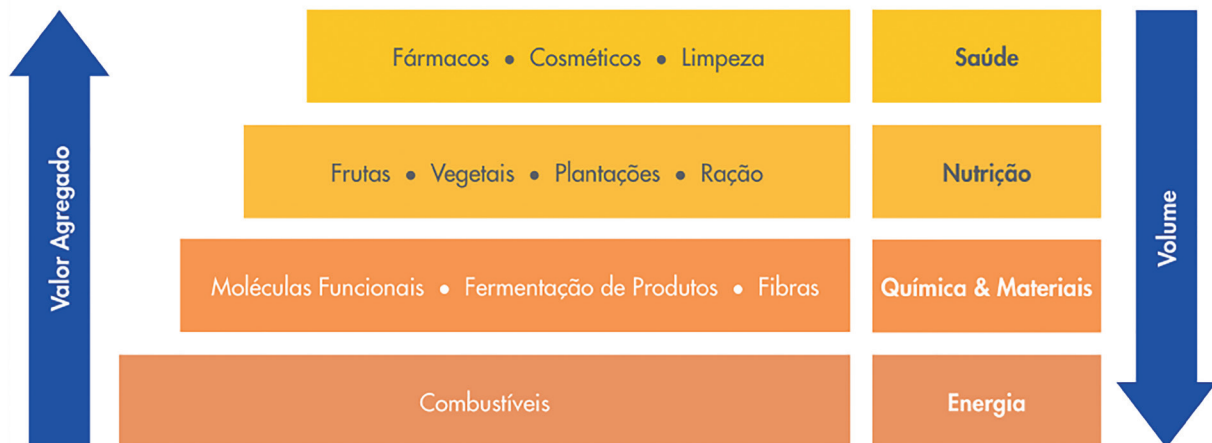 Valor Agregado
Fármacos • Cosméticos • Limpeza
Saúde
Frutas • Vegetais • Plantações • Ração
Nutrição
Moléculas Funcionais • Fermentação de Produtos • Fibras
Química & Materiais
Combustíveis
Energia
Volume